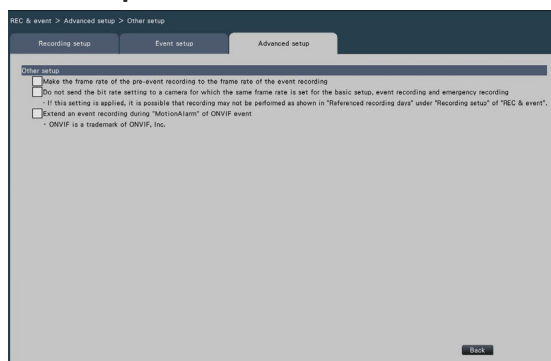 REC & event > Advanced setup > Other setup
Recording setup
Event setup
Advanced setup
Other setup
Make the frame rate of the pre-event recording to the frame rate of the event recording
Do not send the bit rate setting to a camera for which the same frame rate is set for the basic setup, event recording and emergency recording
- If this setting is applied, it is possible that recording may not be performed as shown in "Referenced recording days" under "Recording setup" of "REC & event".
Extend an event recording during "MotionAlarm" of ONVIF event
- ONVIF is a trademark of ONVIF, Inc.
Back